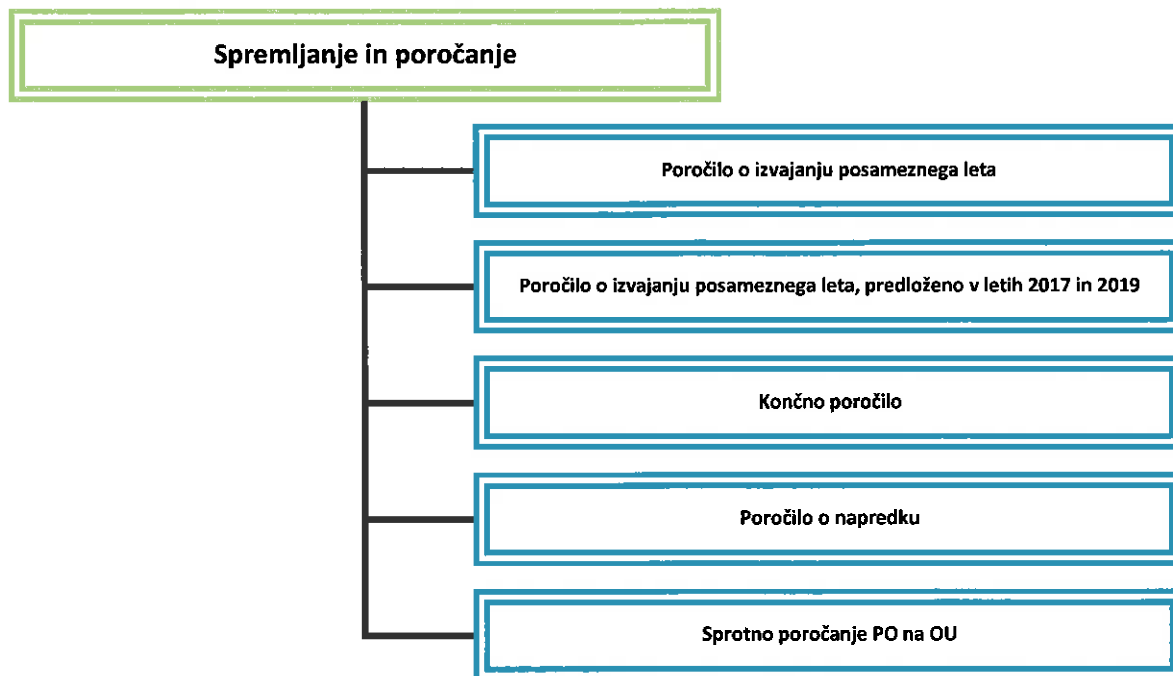 Spremljanje in poročanje
Poročilo o izvajanju posameznega leta
Poročilo o izvajanju posameznega leta, predloženo v letih 2017 in 2019
Končno poročilo
Poročilo o napredku
Sprotno poročanje PO na OU